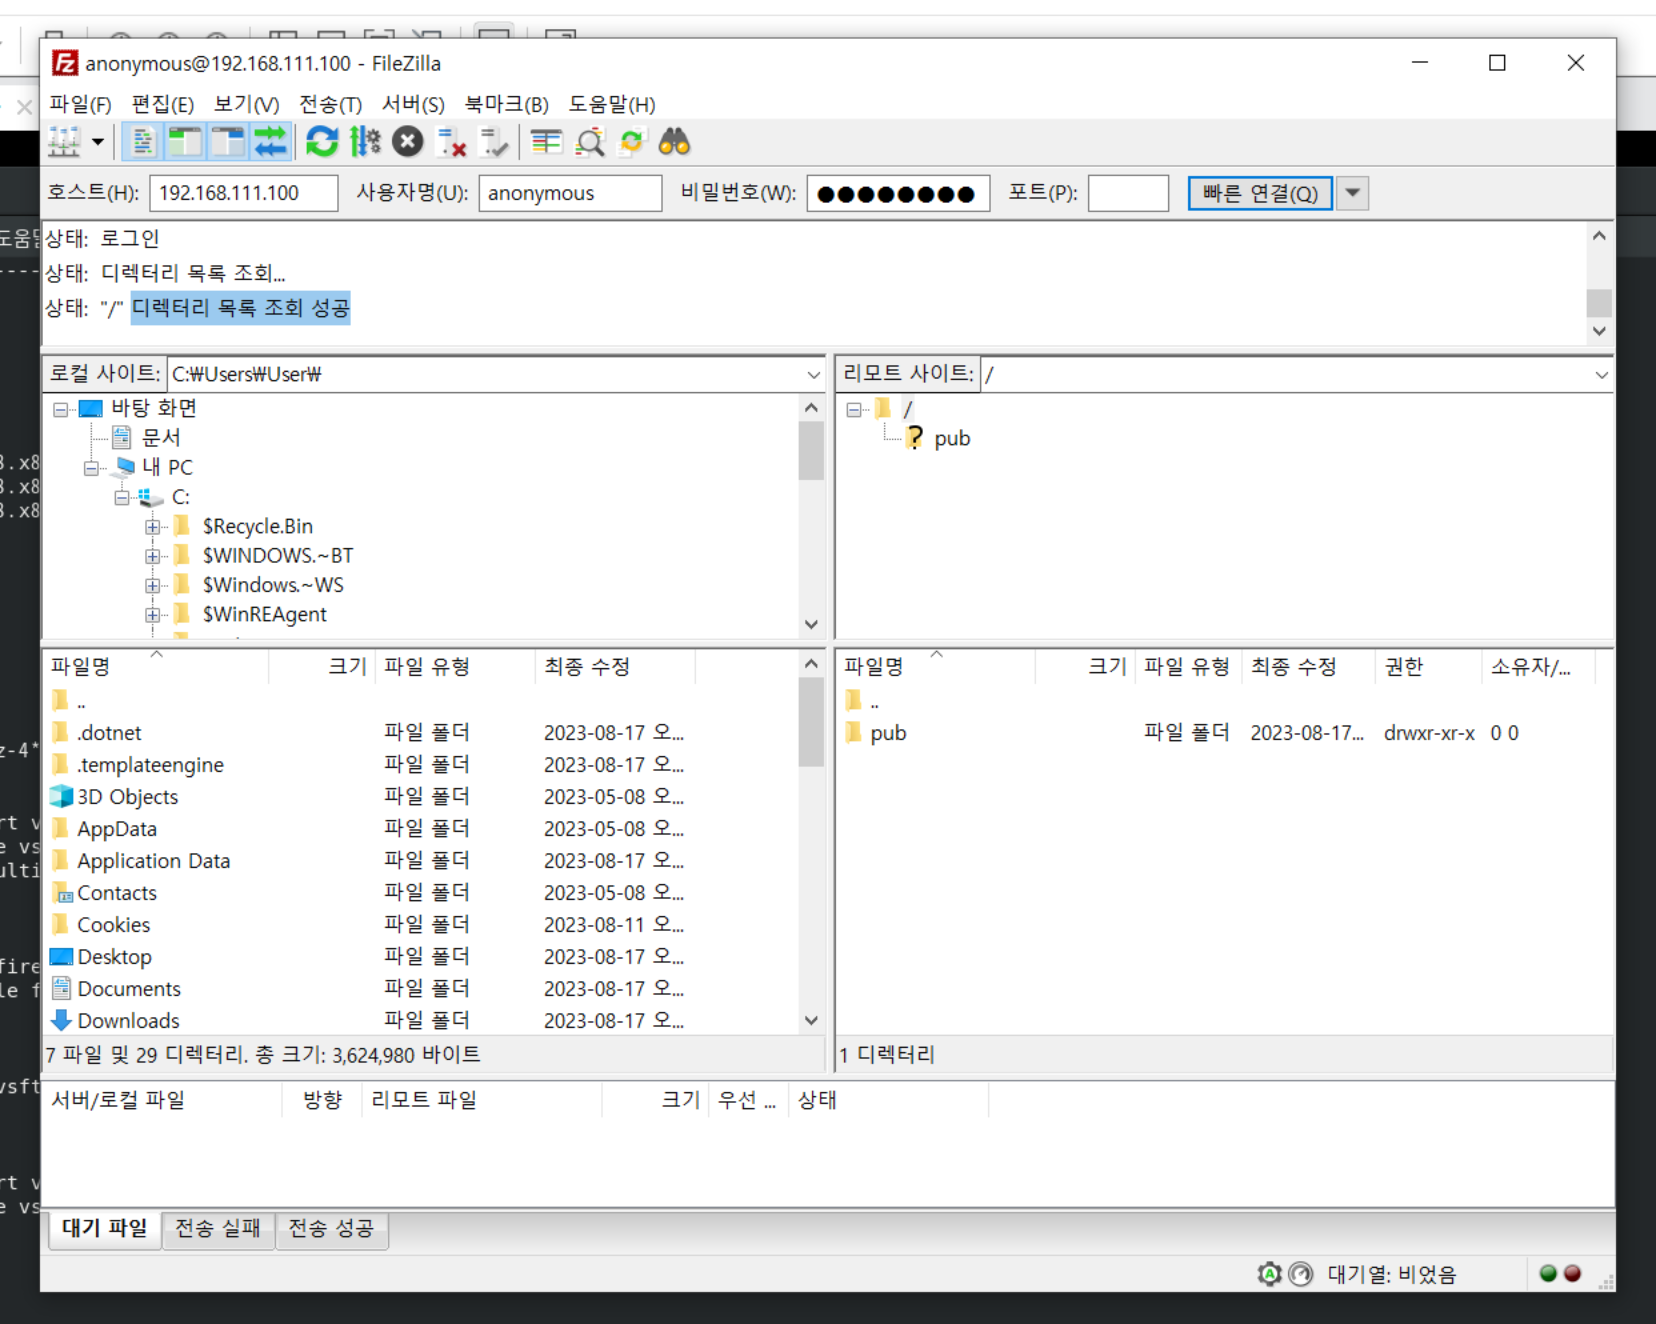 anonymous@192.168.111.100 - FileZilla
파일(F) 편집(E) 보기(V) 전송(T) 서버(S) 북마크(B) 도움말(H)
호스트(H): 192.168.111.100 사용자명(U): anonymous 비밀번호(W): ●●●●●●●● 포트(P): 빠른 연결(Q)
상태: 로그인
상태: 디렉터리 목록 조회...
상태: "/" 디렉터리 목록 조회 성공
로컬 사이트: C:₩Users₩User₩
바탕 화면
문서
내 PC
C:
$Recycle.Bin
$WINDOWS.~BT
$Windows.~WS
$WinREAgent
리모트 사이트: /
/
pub
파일명 크기 파일 유형 최종 수정
..
.dotnet 파일 폴더 2023-08-17 오...
.templateengine 파일 폴더 2023-08-17 오...
3D Objects 파일 폴더 2023-05-08 오...
AppData 파일 폴더 2023-05-08 오...
Application Data 파일 폴더 2023-08-17 오...
Contacts 파일 폴더 2023-05-08 오...
Cookies 파일 폴더 2023-08-11 오...
Desktop 파일 폴더 2023-08-17 오...
Documents 파일 폴더 2023-08-17 오...
Downloads 파일 폴더 2023-08-17 오...
7 파일 및 29 디렉터리. 총 크기: 3,624,980 바이트
파일명 크기 파일 유형 최종 수정 권한 소유자/...
..
pub 파일 폴더 2023-08-17... drwxr-xr-x 0 0
1 디렉터리
서버/로컬 파일 방향 리모트 파일 크기 우선 ... 상태
대기 파일 전송 실패 전송 성공
대기열: 비었음